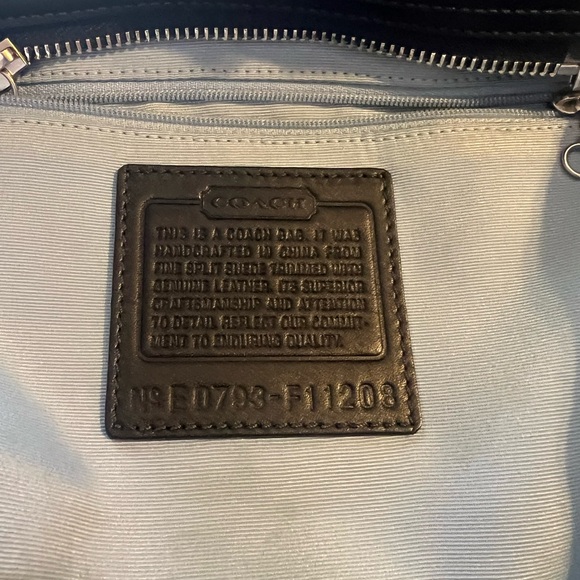 COACH
THIS IS A COACH BAG. IT WAS
HANDCRAFTED IN CHINA FROM
FINE SPLIT SUEDE TRIMMED WITH
GENUINE LEATHER. ITS SUPERIOR
CRAFTSMANSHIP AND ATTENTION
TO DETAIL REFLECT OUR COMMIT-
MENT TO ENDURING QUALITY.
Nº E0793-F11208